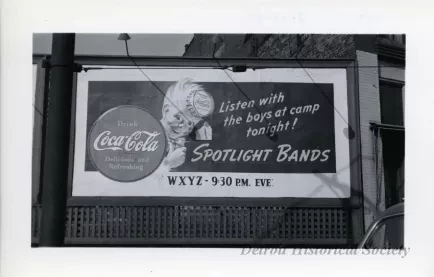 Listen with
the boys at camp
tonight!
Drink
Coca-Cola
Delicious and
Refreshing
SPOTLIGHT BANDS
WXYZ - 9:30 P.M. EVE:
Detroit Historical Society